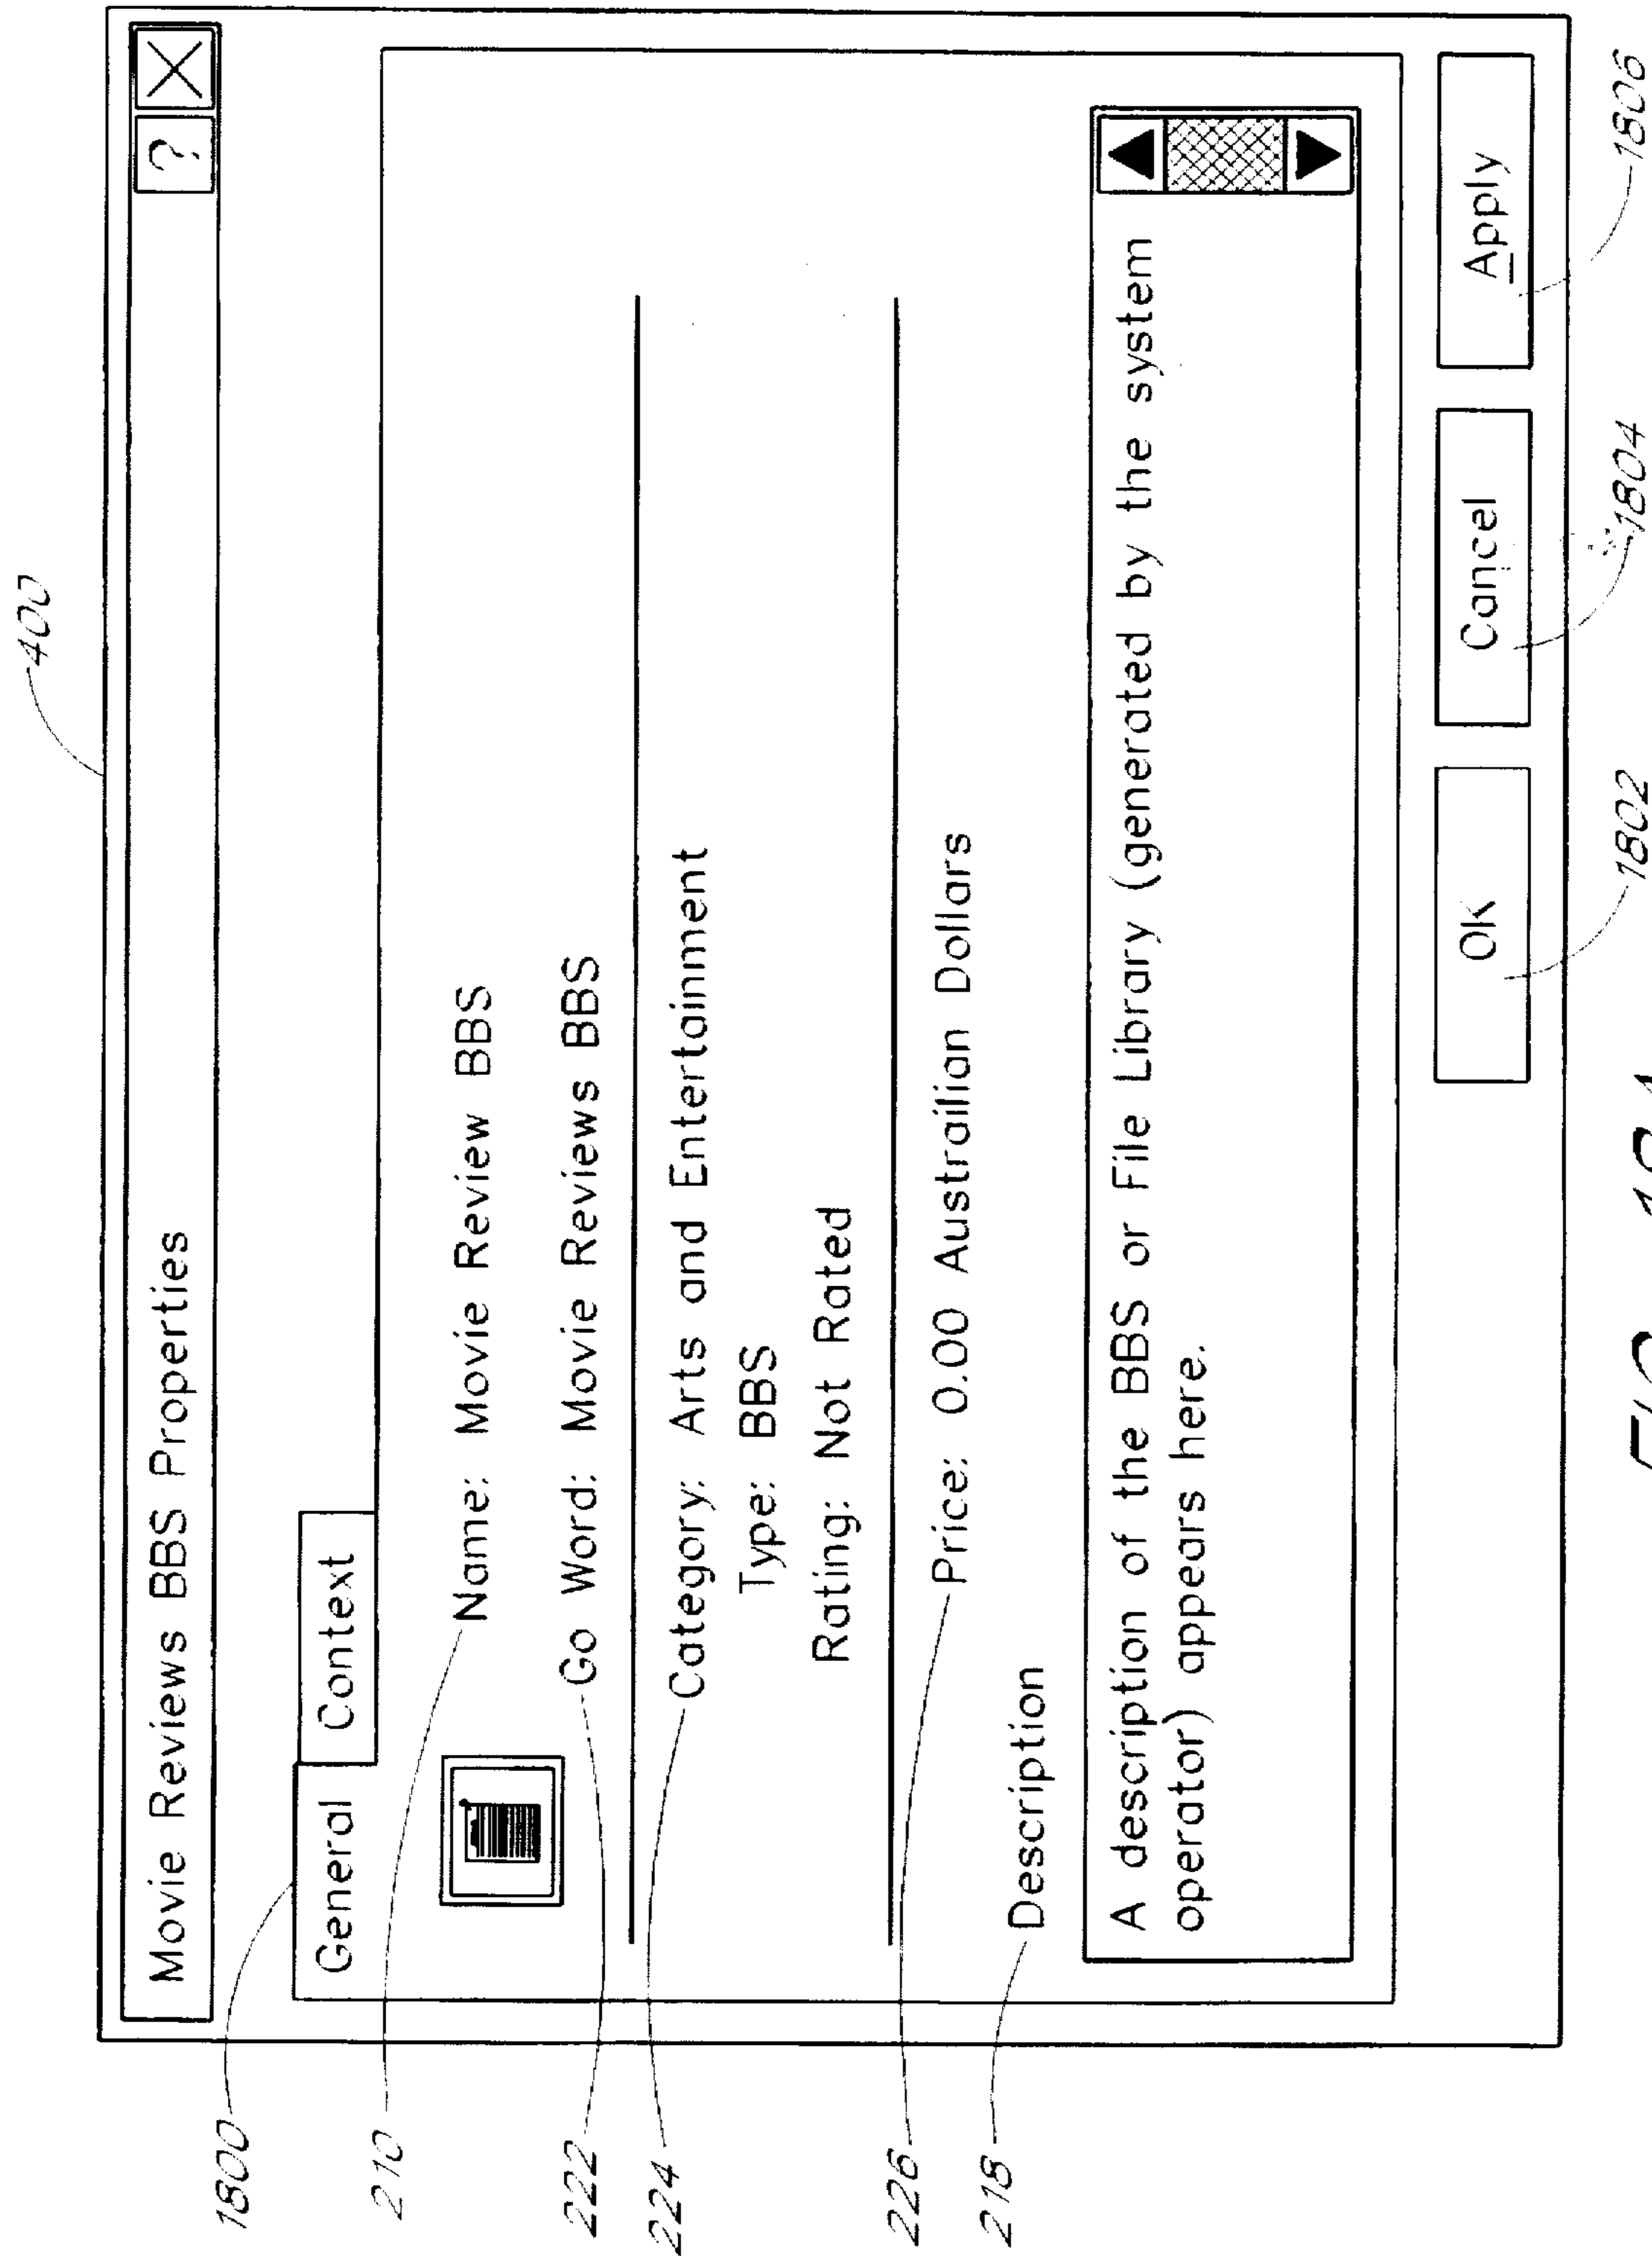 400
Movie Reviews BBS Properties
?
1800
General
Context
210
Name: Movie Review BBS
222
Go Word: Movie Reviews BBS
224
Category: Arts and Entertainment
Type: BBS
Rating: Not Rated
226
Price: 0.00 Austrailian Dollars
218
Description
A description of the BBS or File Library (generated by the system
operator) appears here.
OK
Cancel
Apply
1802
1804
1806